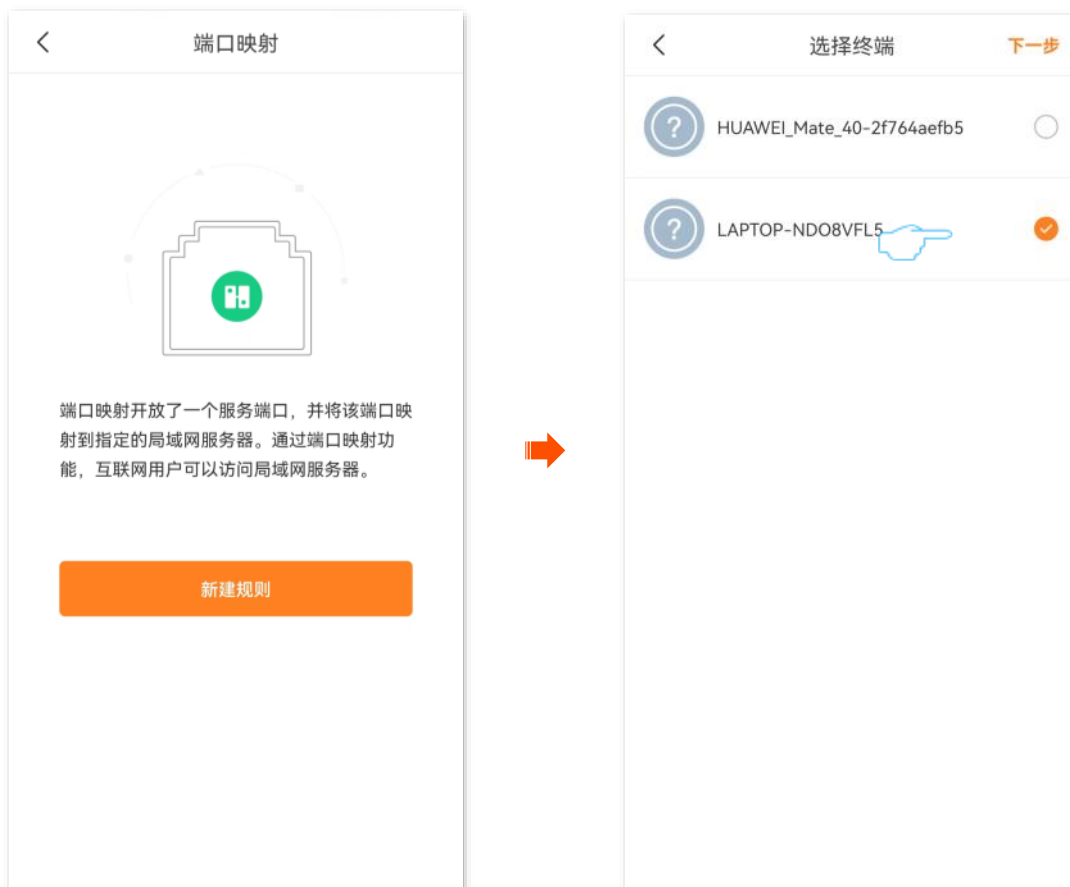 端口映射
端口映射开放了一个服务端口，并将该端口映
射到指定的局域网服务器。通过端口映射功
能，互联网用户可以访问局域网服务器。
新建规则
选择终端
下一步
HUAWEI_Mate_40-2f764aefb5
LAPTOP-NDO8VFL5